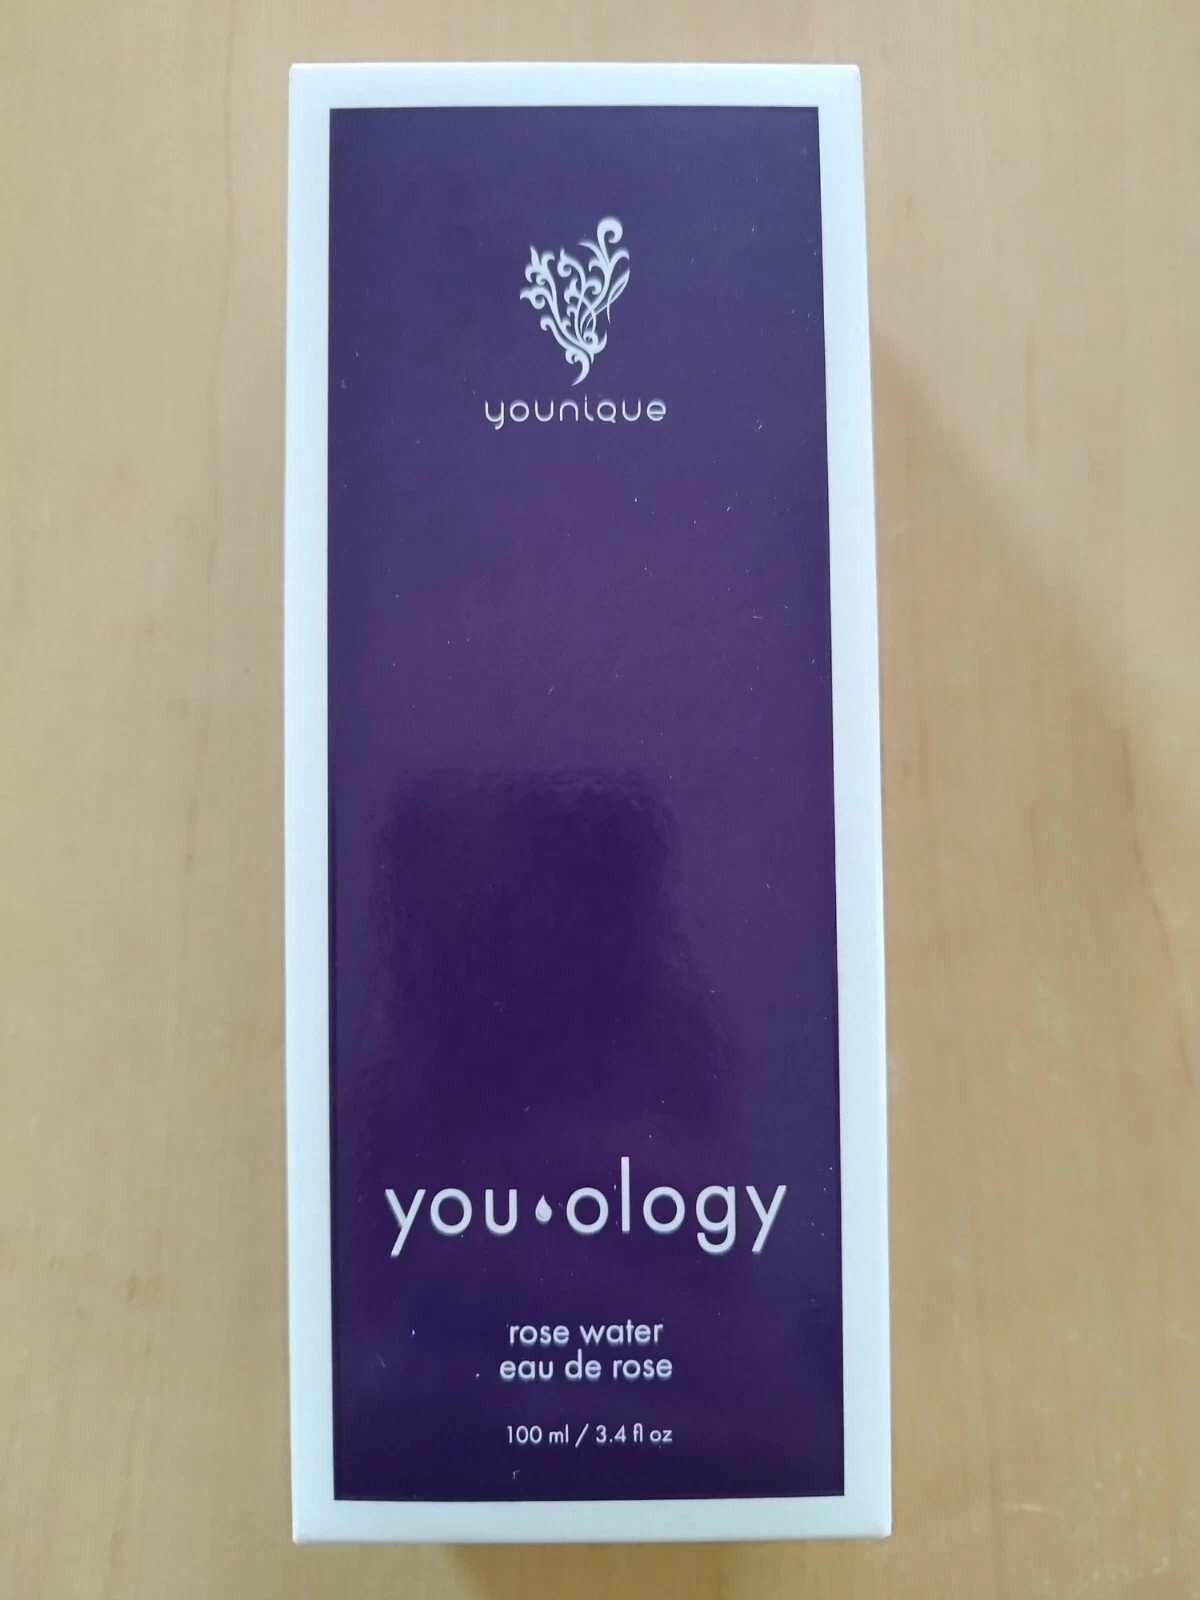 younique
you•ology
rose water
eau de rose
100 ml / 3.4 fl oz